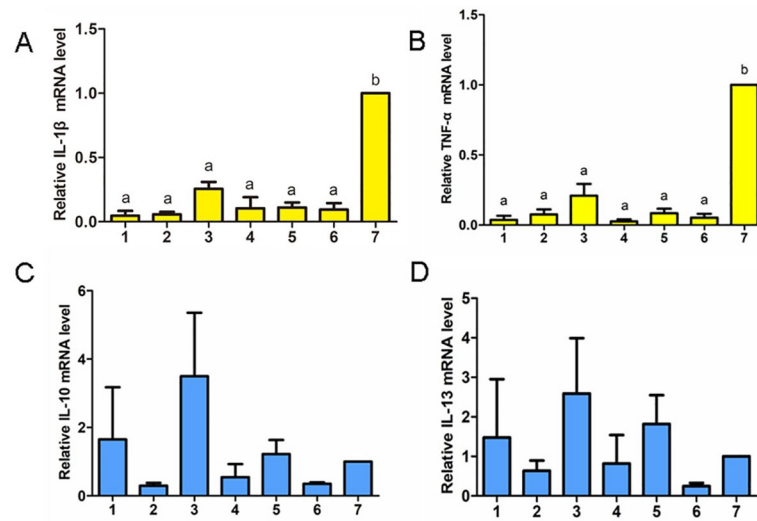 A
Relative IL-1β mRNA level
1.5
1.0
0.5
0.0
a a a a a a b
1 2 3 4 5 6 7
B
Relative TNF-α mRNA level
1.5
1.0
0.5
0.0
a a a a a a b
1 2 3 4 5 6 7
C
Relative IL-10 mRNA level
6
4
2
0
1 2 3 4 5 6 7
D
Relative IL-13 mRNA level
5
4
3
2
1
0
1 2 3 4 5 6 7